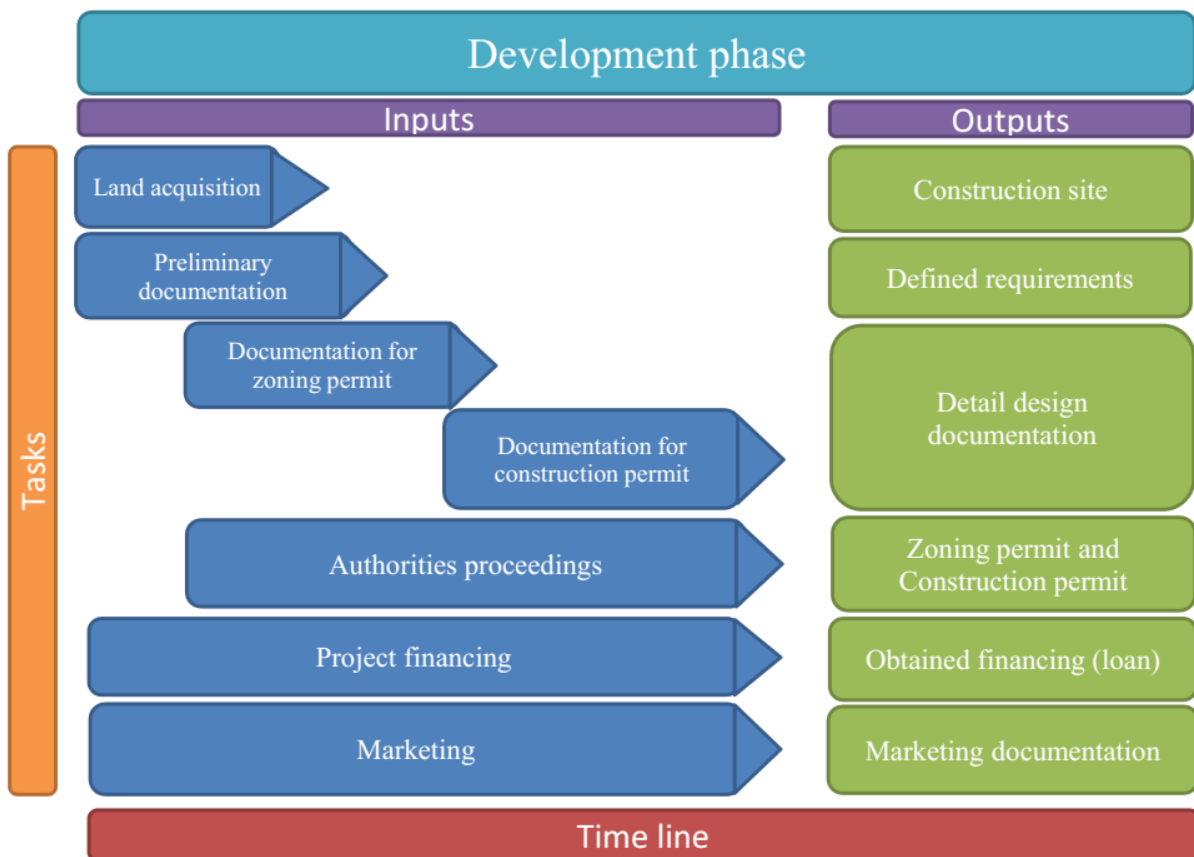 Development phase
Inputs
Outputs
Tasks
Land acquisition
Construction site
Preliminary
documentation
Defined requirements
Documentation for
zoning permit
Documentation for
construction permit
Detail design
documentation
Authorities proceedings
Zoning permit and
Construction permit
Project financing
Obtained financing (loan)
Marketing
Marketing documentation
Time line